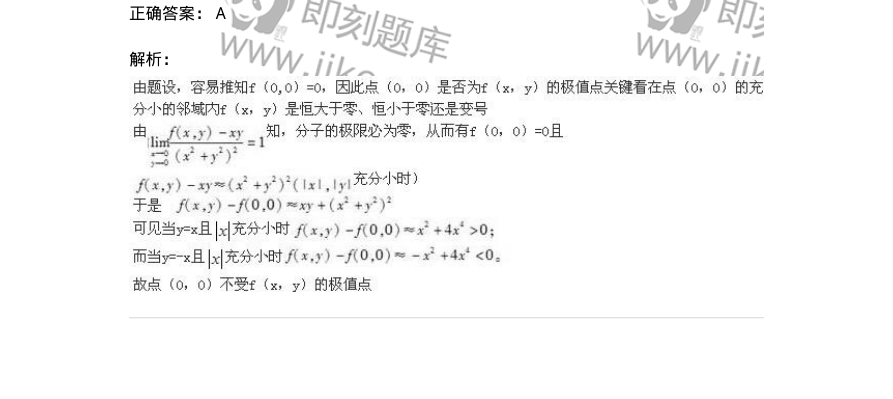 正确答案： A
即刻题库
www.jike
即
www.ji
解析：
由题设，容易推知f（0,0）=0，因此点（0，0）是否为f（x，y）的极值点关键看在点（0，0）的充
分小的邻域内f（x，y）是恒大于零、恒小于零还是变号
由 lim x→0 y→0 f(x,y)-xy/(x²+y²)² = 1 知，分子的极限必为零，从而有f（0，0）=0且
f(x,y)-xy≈(x²+y²)²(|x|,|y|充分小时）
于是 f(x,y)-f(0,0)≈xy+(x²+y²)²
可见当y=x且|x|充分小时 f(x,y)-f(0,0)≈x²+4x⁴>0;
而当y=-x且|x|充分小时 f(x,y)-f(0,0)≈-x²+4x⁴<0。
故点（0，0）不受f（x，y）的极值点